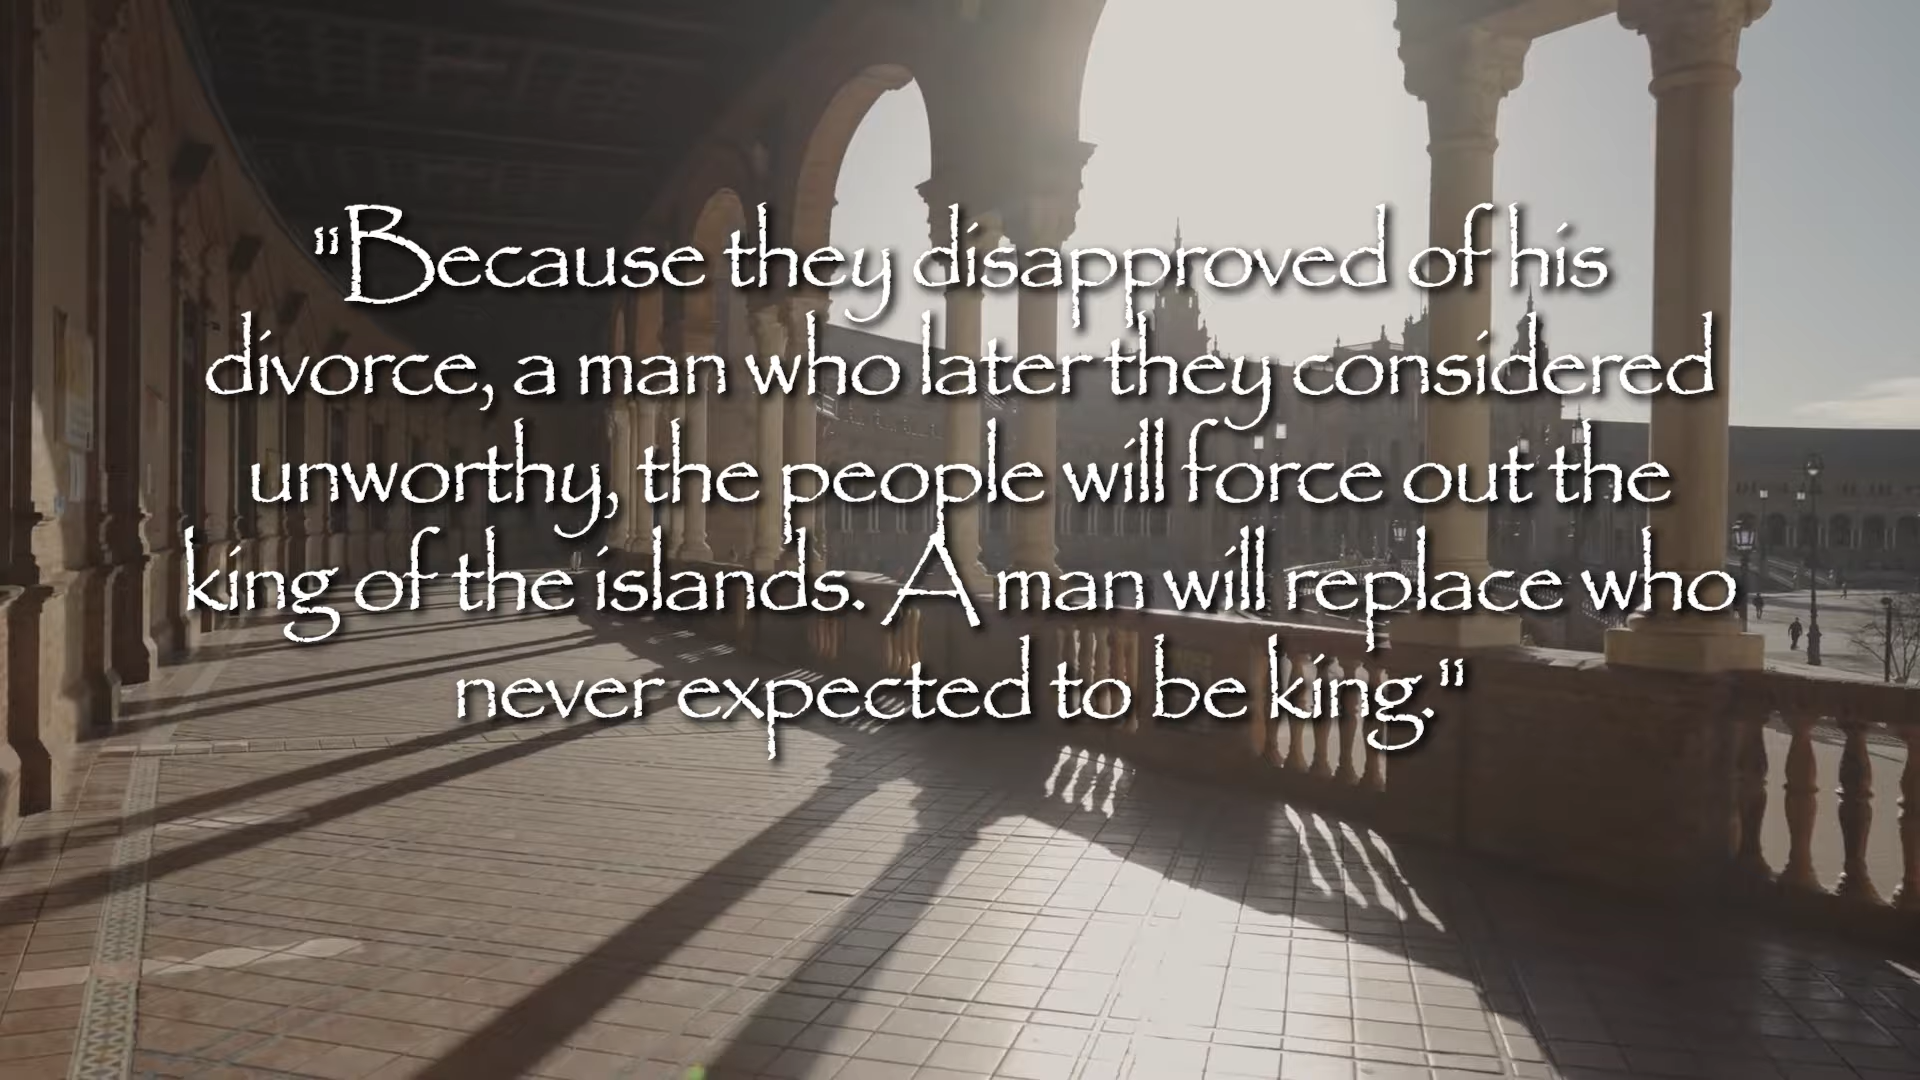 "Because they disapproved of his
divorce, a man who later they considered
unworthy, the people will force out the
king of the islands. A man will replace who
never expected to be king."